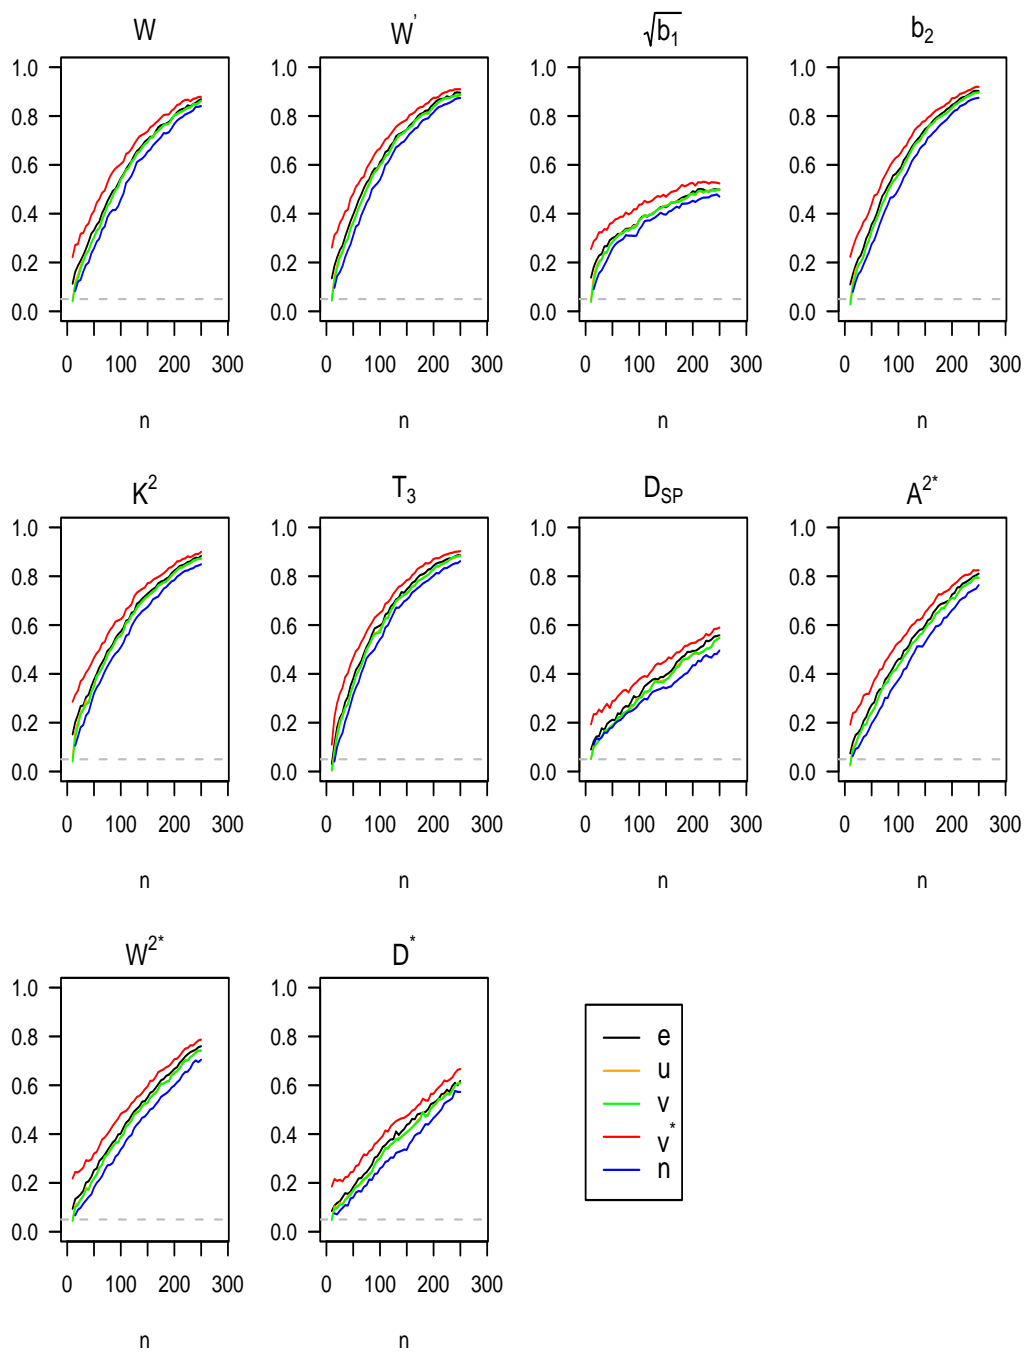 W W' √b₁ b₂
1.0 1.0 1.0 1.0
0.8 0.8 0.8 0.8
0.6 0.6 0.6 0.6
0.4 0.4 0.4 0.4
0.2 0.2 0.2 0.2
0.0 0.0 0.0 0.0
0 100 200 300 0 100 200 300 0 100 200 300 0 100 200 300
n n n n
K² T₃ D_SP A²*
1.0 1.0 1.0 1.0
0.8 0.8 0.8 0.8
0.6 0.6 0.6 0.6
0.4 0.4 0.4 0.4
0.2 0.2 0.2 0.2
0.0 0.0 0.0 0.0
0 100 200 300 0 100 200 300 0 100 200 300 0 100 200 300
n n n n
W²* D*
1.0 1.0
0.8 0.8
0.6 0.6
0.4 0.4
0.2 0.2
0.0 0.0
0 100 200 300 0 100 200 300
n n
e
u
v
v*
n